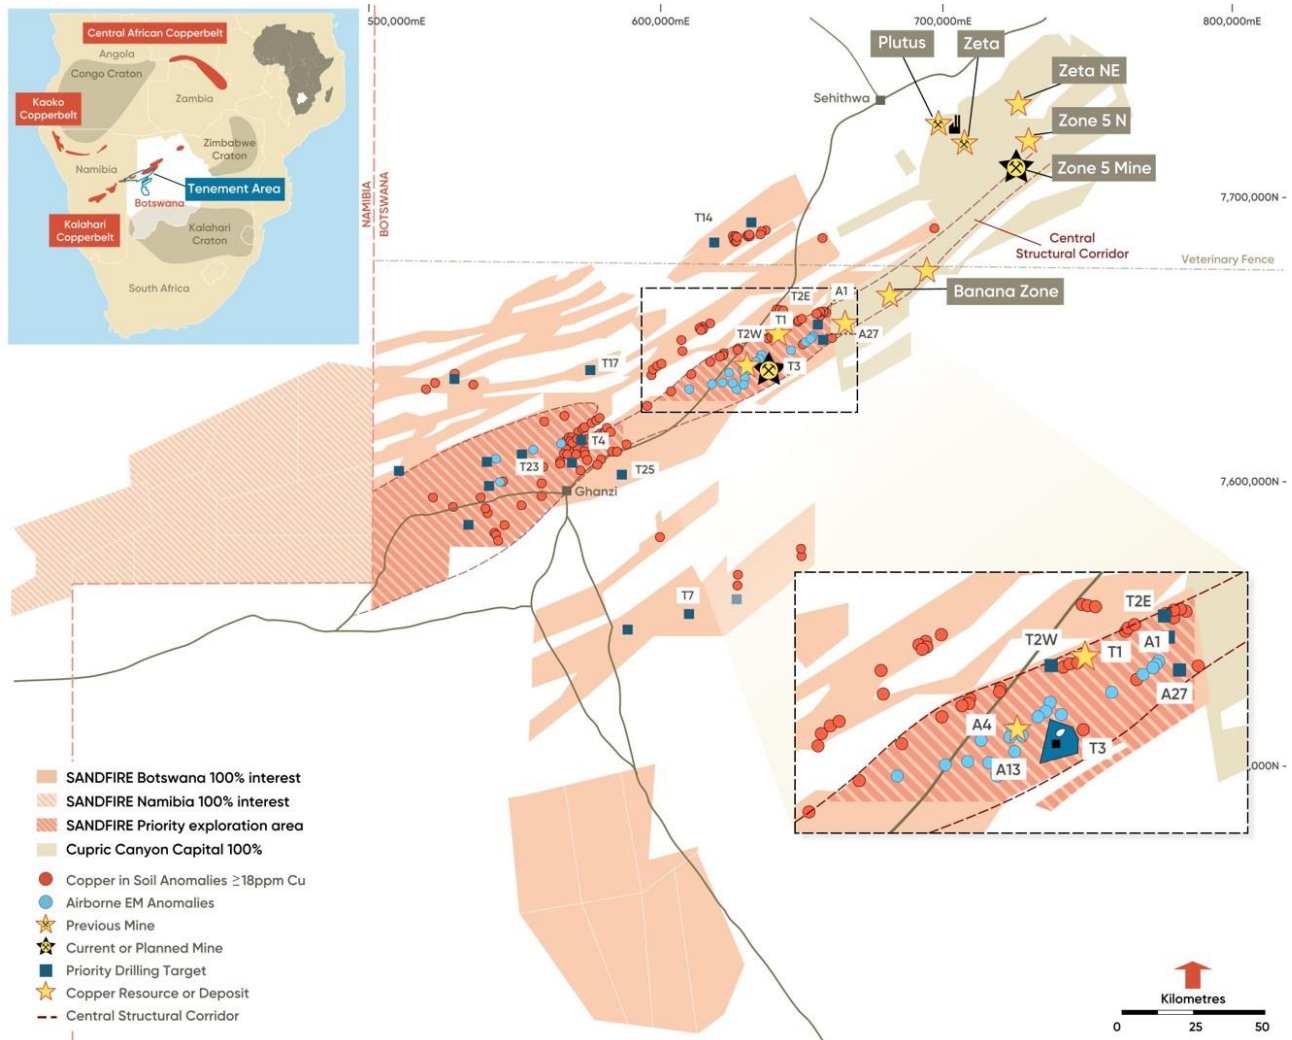 500,000mE
600,000mE
700,000mE
800,000mE
Central African Copperbelt
Angola
Congo Craton
Kaoko
Copperbelt
Zambia
Zimbabwe
Craton
Namibia
Tenement Area
Botswana
Kalahari
Copperbelt
Kalahari
Craton
South Africa
NAMIBIA
BOTSWANA
Plutus
Zeta
Zeta NE
Sehithwa
Zone 5 N
Zone 5 Mine
7,700,000N
T14
Central
Structural Corridor
Veterinary Fence
Banana Zone
T2E
A1
T1
T2W
A27
T3
T17
T4
T23
T25
7,600,000N
Ghanzi
T7
T2E
T2W
T1
A1
A27
A4
T3
A13
000N
SANDFIRE Botswana 100% interest
SANDFIRE Namibia 100% interest
SANDFIRE Priority exploration area
Cupric Canyon Capital 100%
Copper in Soil Anomalies ≥18ppm Cu
Airborne EM Anomalies
Previous Mine
Current or Planned Mine
Priority Drilling Target
Copper Resource or Deposit
Central Structural Corridor
Kilometres
0 25 50